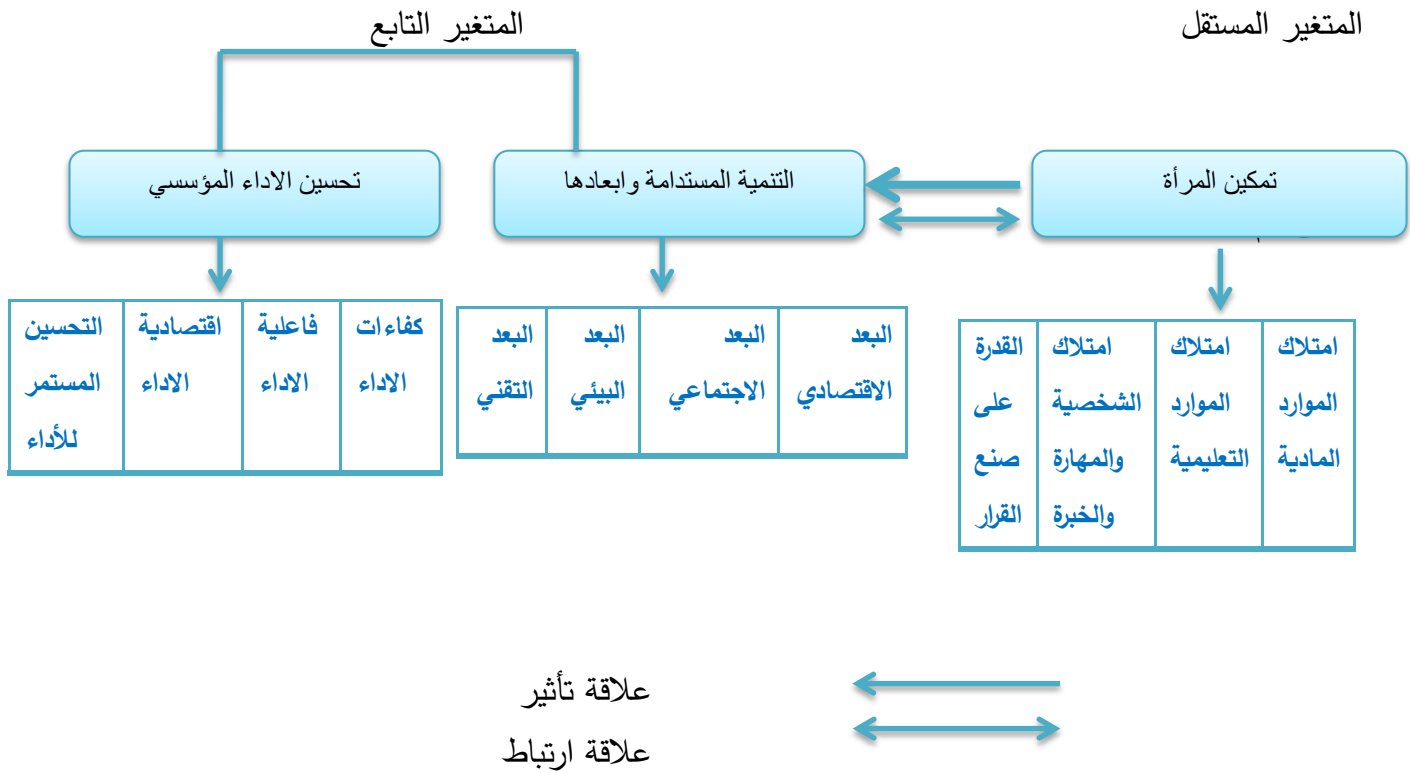 المتغير المستقل
المتغير التابع
تمكين المرأة
التنمية المستدامة وابعادها
تحسين الاداء المؤسسي
امتلاك
الموارد
المادية
امتلاك
الموارد
التعليمية
امتلاك
الشخصية
والمهارة
والخبرة
القدرة
على
صنع
القرار
البعد
الاقتصادي
البعد
الاجتماعي
البعد
البيئي
البعد
التقني
كفاءات
الاداء
فاعلية
الاداء
اقتصادية
الاداء
التحسين
المستمر
للأداء
علاقة تأثير
علاقة ارتباط